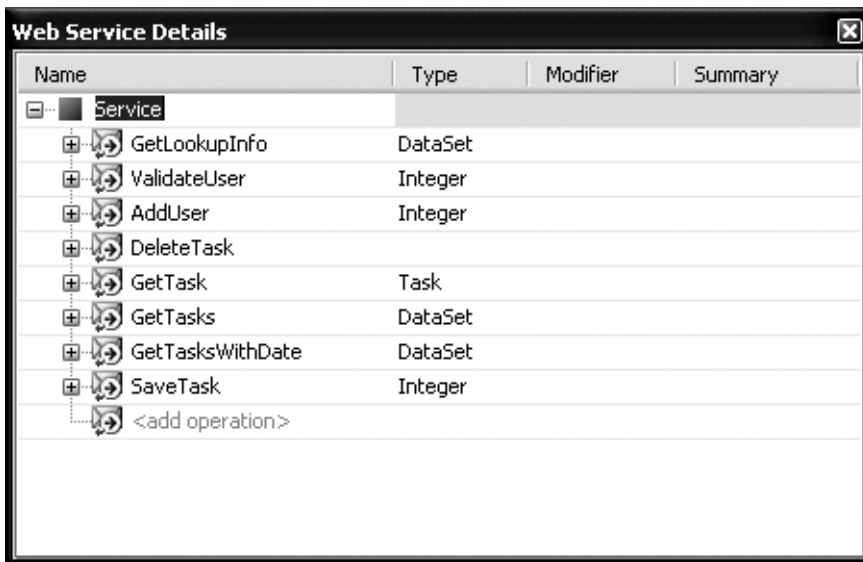 Web Service Details
Name Type Modifier Summary
Service
GetLookupInfo DataSet
ValidateUser Integer
AddUser Integer
DeleteTask
GetTask Task
GetTasks DataSet
GetTasksWithDate DataSet
SaveTask Integer
<add operation>